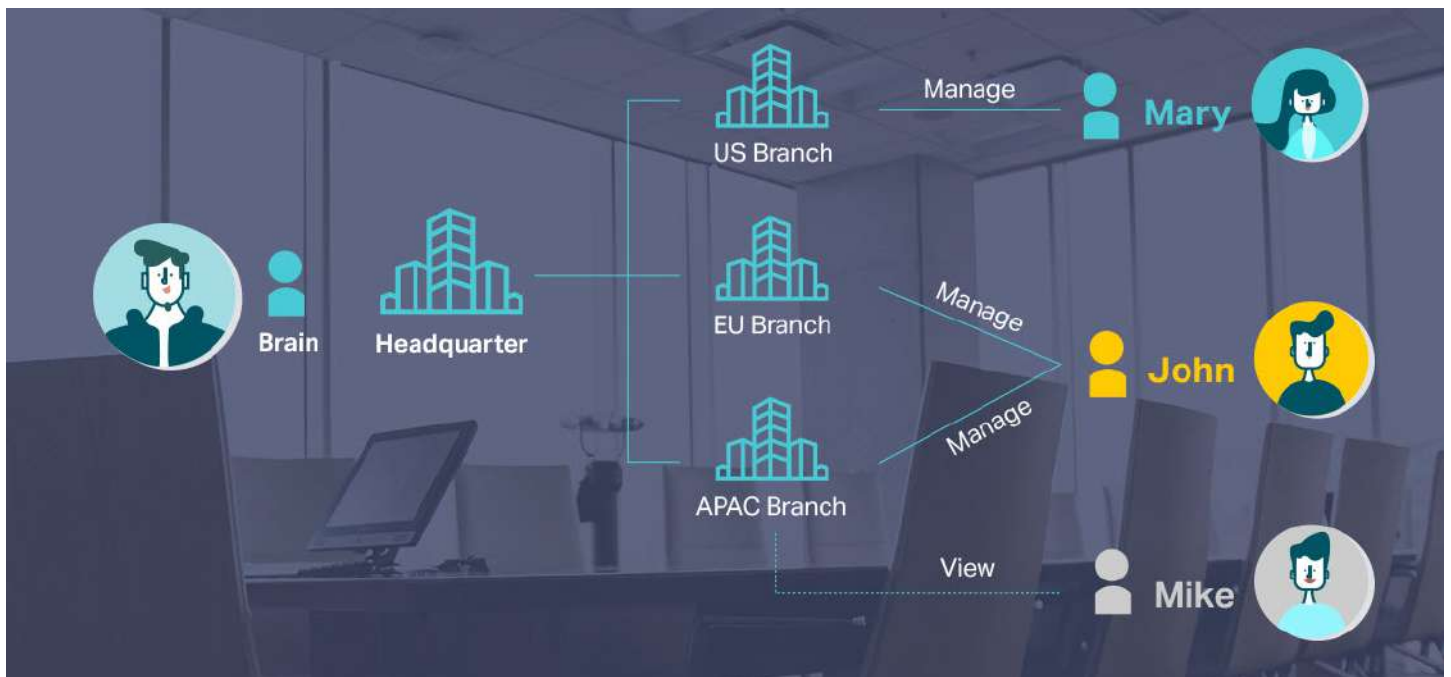 Manage
Mary
US Branch
Manage
Brain
Headquarter
EU Branch
John
Manage
APAC Branch
View
Mike